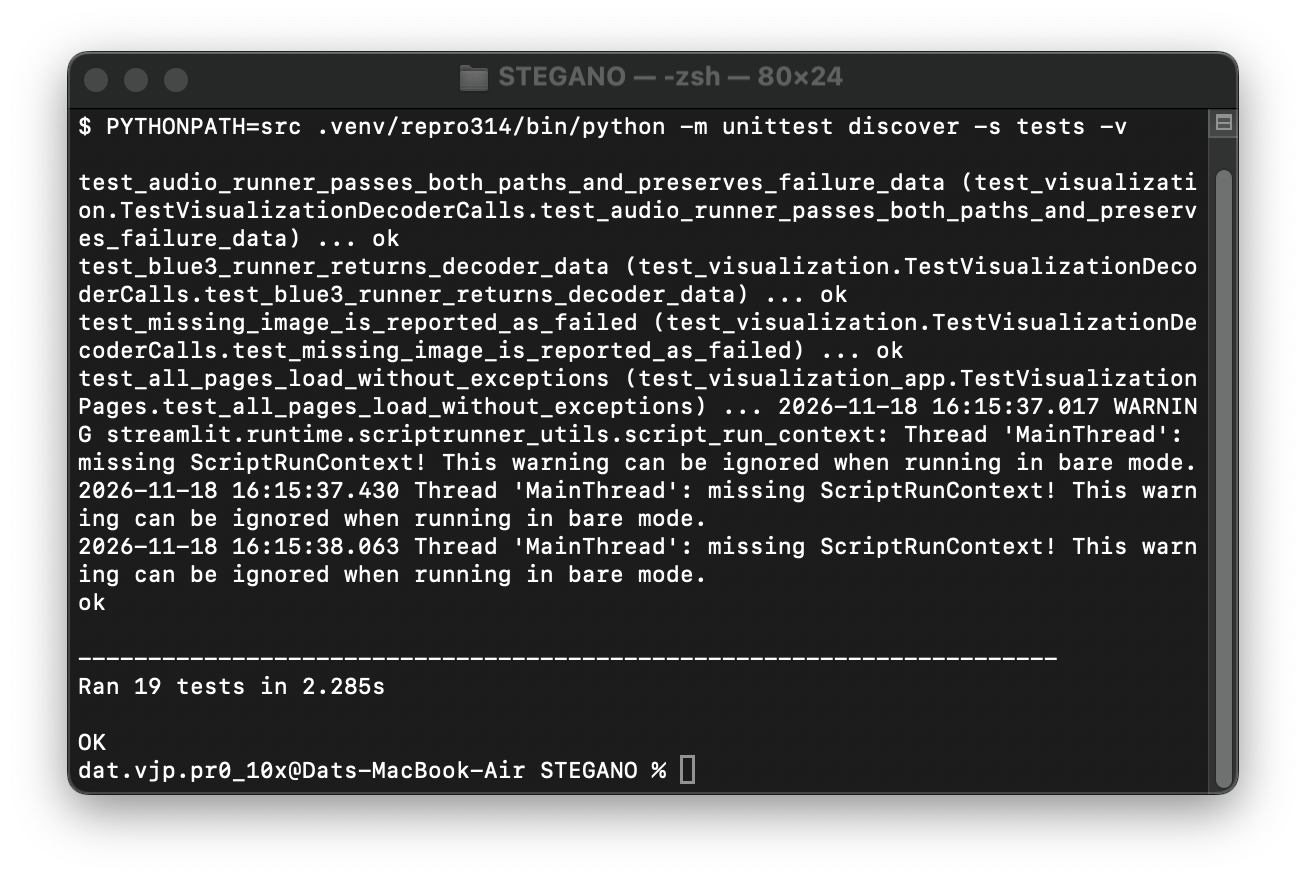 STEGANO — -zsh — 80×24
$ PYTHONPATH=src .venv/repro314/bin/python -m unittest discover -s tests -v
test_audio_runner_passes_both_paths_and_preserves_failure_data (test_visualizati
on.TestVisualizationDecoderCalls.test_audio_runner_passes_both_paths_and_preserv
es_failure_data) ... ok
test_blue3_runner_returns_decoder_data (test_visualization.TestVisualizationDeco
derCalls.test_blue3_runner_returns_decoder_data) ... ok
test_missing_image_is_reported_as_failed (test_visualization.TestVisualizationDe
coderCalls.test_missing_image_is_reported_as_failed) ... ok
test_all_pages_load_without_exceptions (test_visualization_app.TestVisualization
Pages.test_all_pages_load_without_exceptions) ... 2026-11-18 16:15:37.017 WARNIN
G streamlit.runtime.scriptrunner_utils.script_run_context: Thread 'MainThread':
missing ScriptRunContext! This warning can be ignored when running in bare mode.
2026-11-18 16:15:37.430 Thread 'MainThread': missing ScriptRunContext! This warn
ing can be ignored when running in bare mode.
2026-11-18 16:15:38.063 Thread 'MainThread': missing ScriptRunContext! This warn
ing can be ignored when running in bare mode.
ok
----------------------------------------------------------------------
Ran 19 tests in 2.285s
OK
dat.vjp.pr0_10x@Dats-MacBook-Air STEGANO %